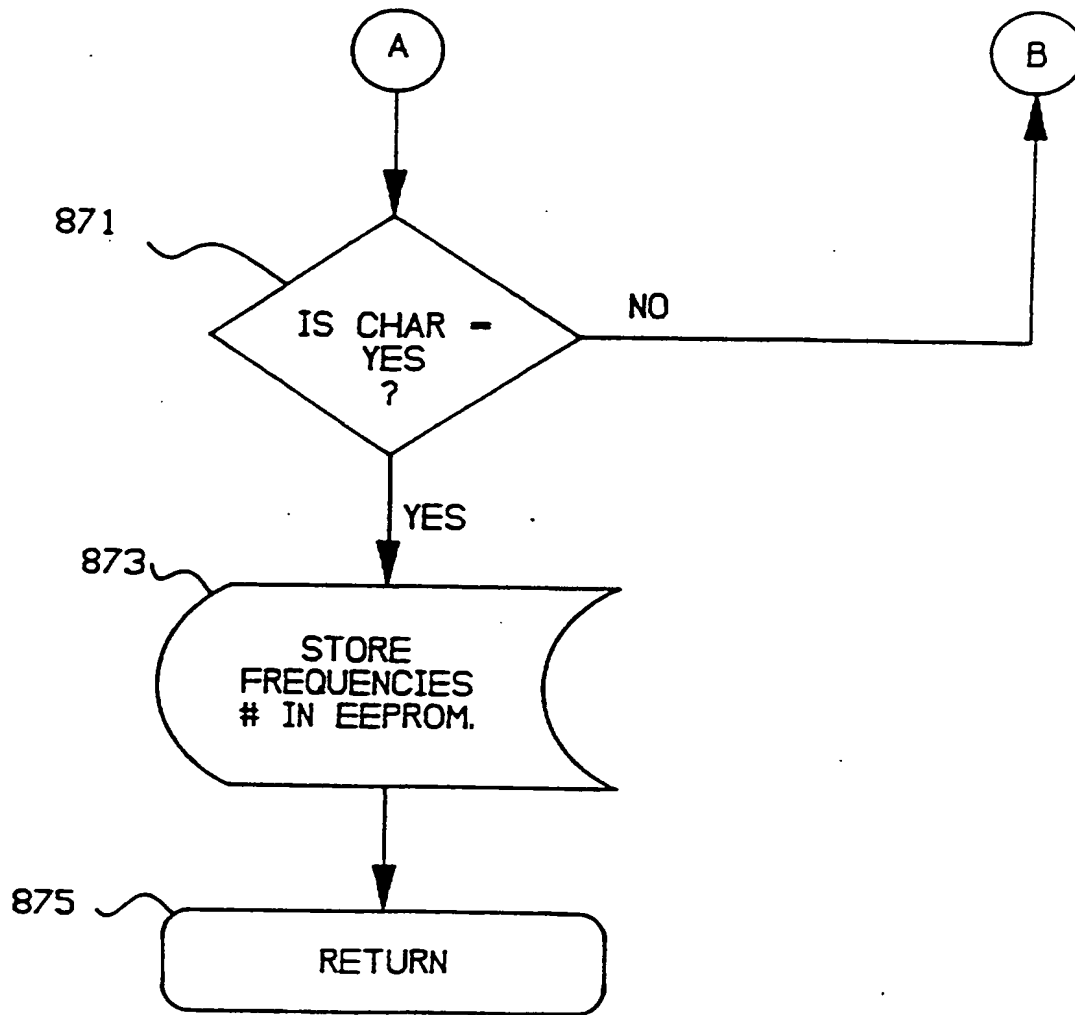 A
B
871
IS CHAR =
YES
?
NO
YES
873
STORE
FREQUENCIES
# IN EEPROM.
875
RETURN